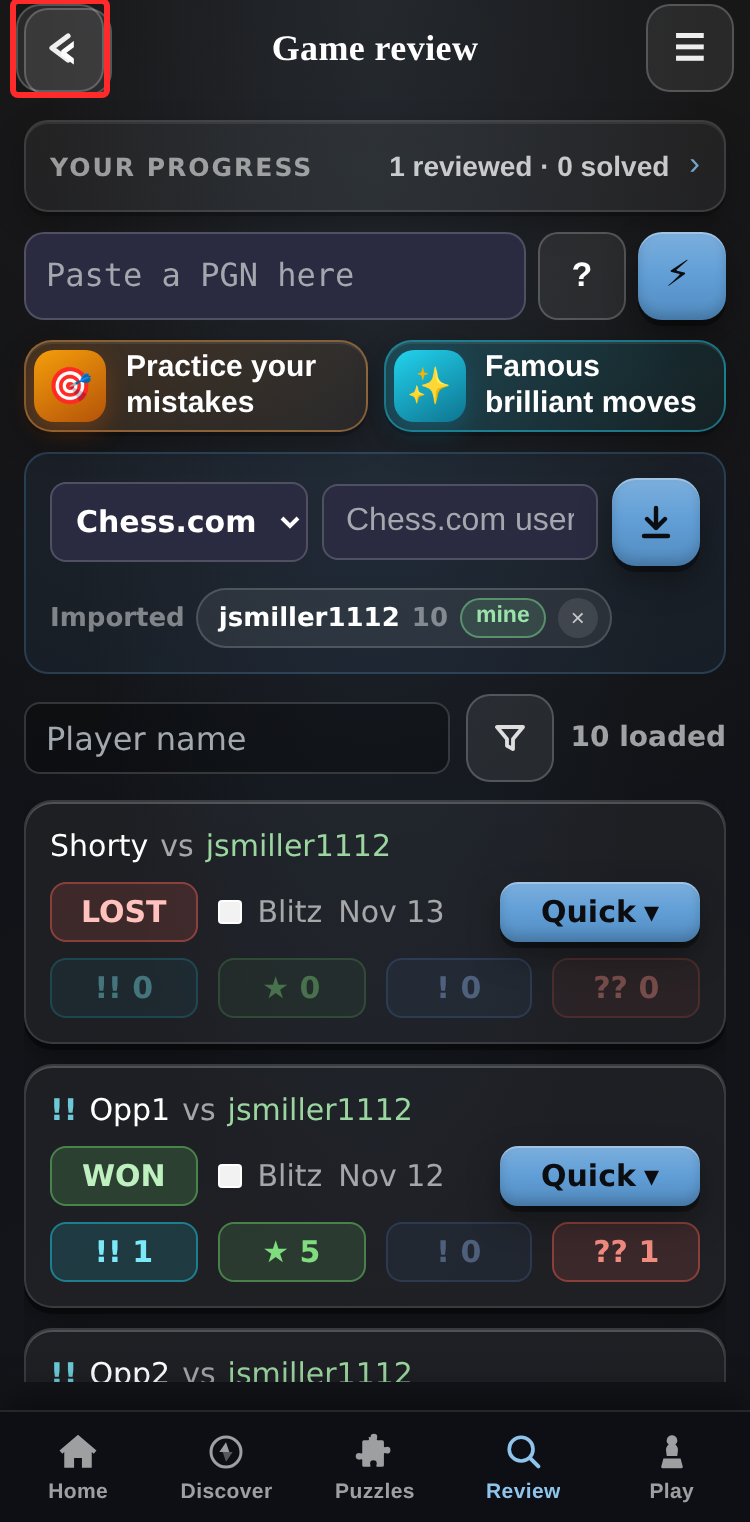 Game review
YOUR PROGRESS 1 reviewed · 0 solved ›
Paste a PGN here ?
Practice your mistakes
Famous brilliant moves
Chess.com Chess.com user
Imported jsmiller1112 10 mine ×
Player name 10 loaded
Shorty vs jsmiller1112
LOST Blitz Nov 13 Quick ▾
!! 0 ★ 0 ! 0 ?? 0
!! Opp1 vs jsmiller1112
WON Blitz Nov 12 Quick ▾
!! 1 ★ 5 ! 0 ?? 1
!! Opp2 vs jsmiller1112
Home Discover Puzzles Review Play